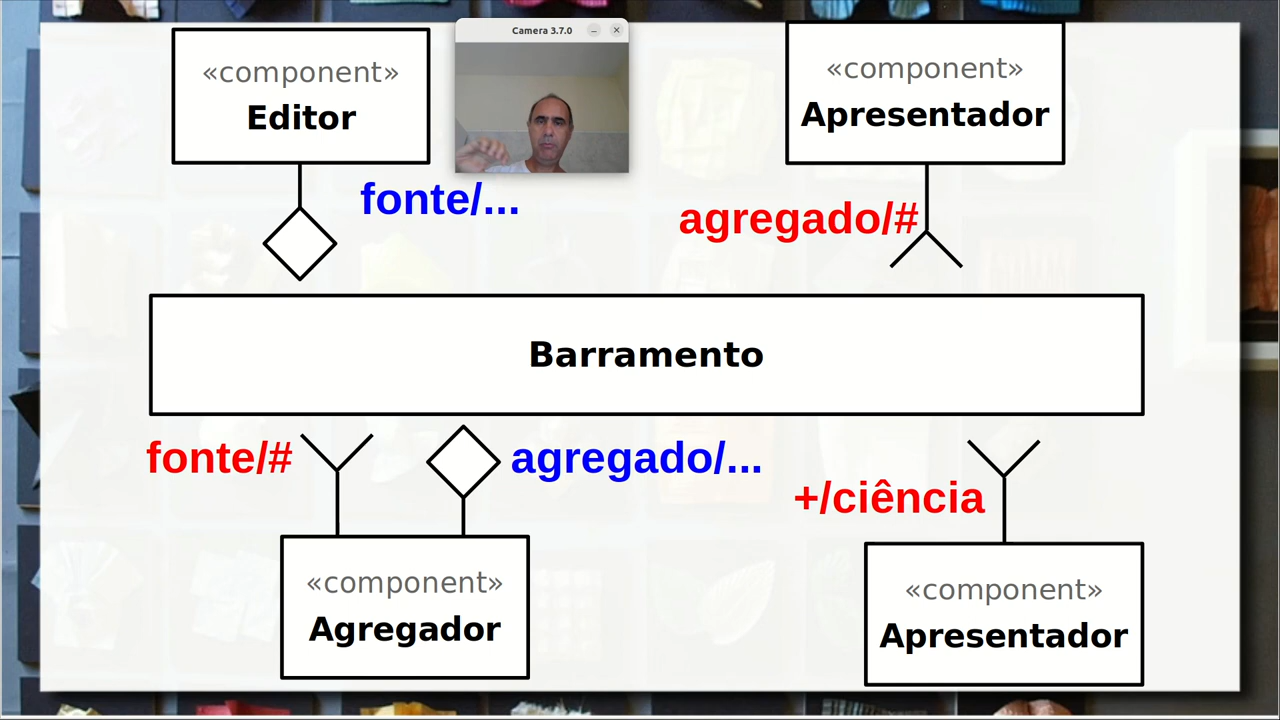 Camera 3.7.0
«component»
Editor
«component»
Apresentador
fonte/...
agregado/#
Barramento
fonte/#
agregado/...
+/ciência
«component»
Agregador
«component»
Apresentador